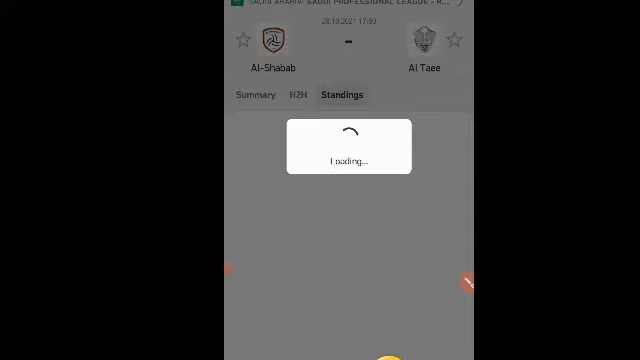 SAUDI ARABIA: SAUDI PROFESSIONAL LEAGUE - R...
28.10.2021 17:50
-
Al-Shabab
Al Taee
Summary H2H Standings
Loading...